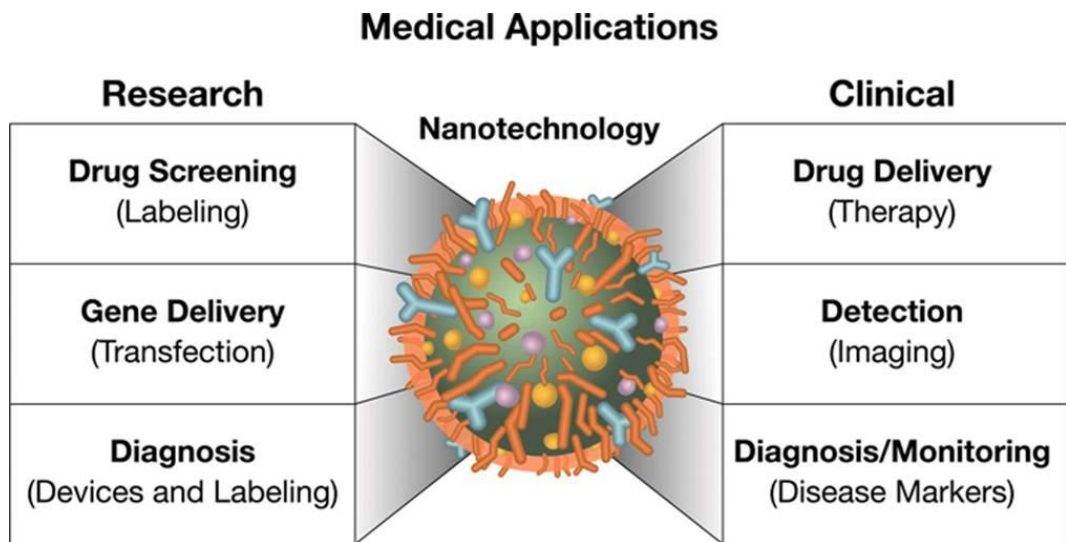 Medical Applications
Research
Nanotechnology
Clinical
Drug Screening
(Labeling)
Gene Delivery
(Transfection)
Diagnosis
(Devices and Labeling)
Drug Delivery
(Therapy)
Detection
(Imaging)
Diagnosis/Monitoring
(Disease Markers)